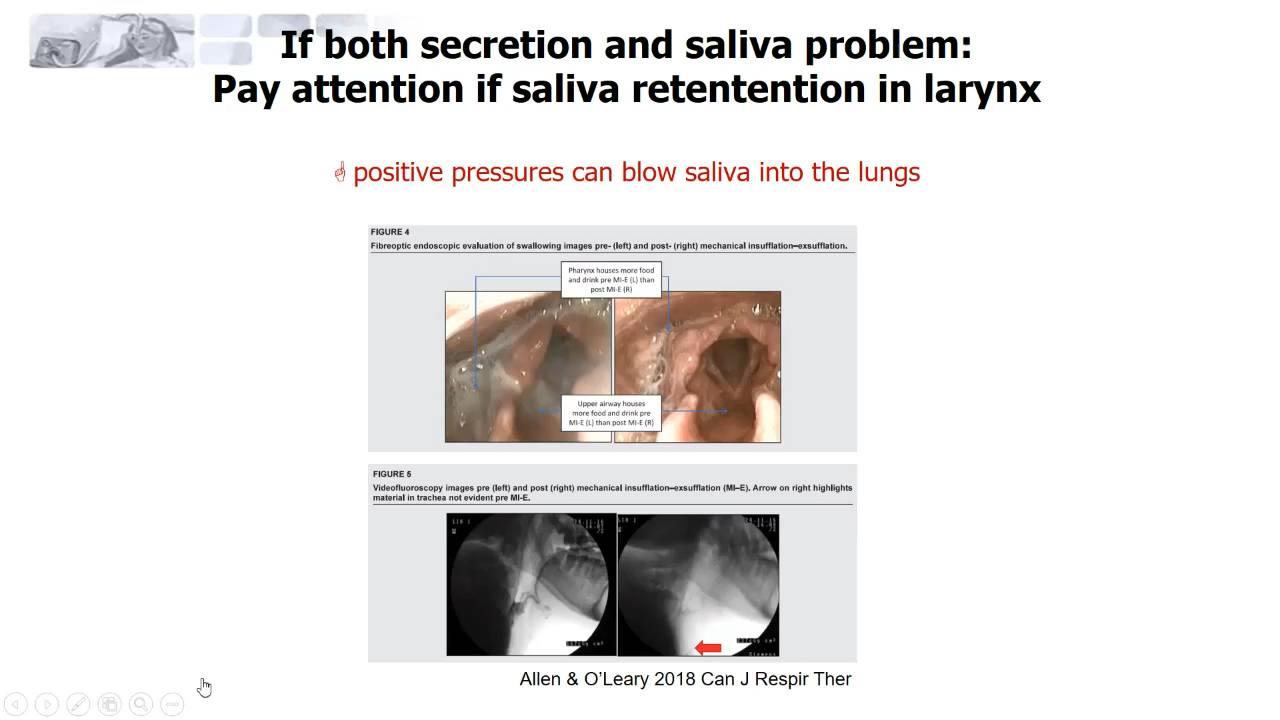 If both secretion and saliva problem:
Pay attention if saliva retentention in larynx
positive pressures can blow saliva into the lungs
FIGURE 4
Fibreoptic endoscopic evaluation of swallowing images pre- (left) and post- (right) mechanical insufflation–exsufflation.
Pharynx houses more food
and drink pre MI-E (L) than
post MI-E (R)
Upper airway houses
more food and drink pre
MI-E (L) than post MI-E (R)
FIGURE 5
Videofluoroscopy images pre (left) and post (right) mechanical insufflation–exsufflation (MI–E). Arrow on right highlights
material in trachea not evident pre MI-E.
Siemens
Allen & O’Leary 2018 Can J Respir Ther